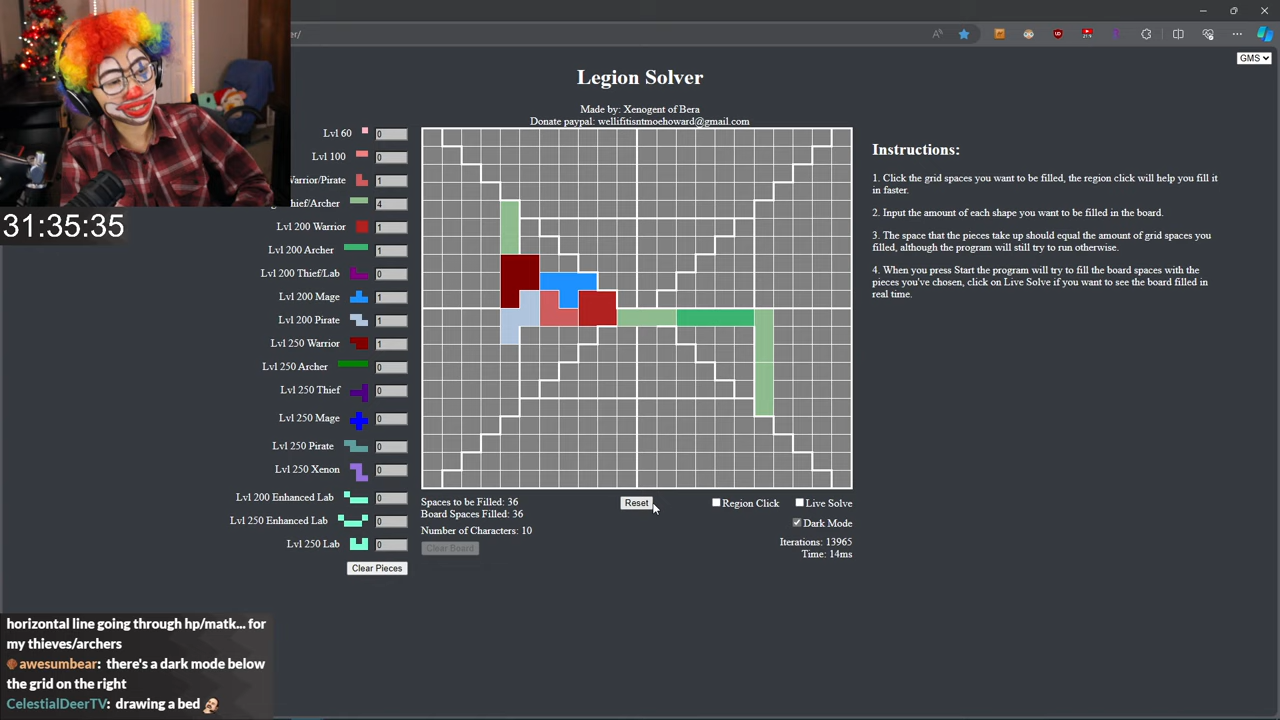 er/
GMS
Legion Solver
Made by: Xenogent of Bera
Donate paypal: wellifitisntmoehoward@gmail.com
Lvl 60 0
Lvl 100 0
Warrior/Pirate 1
Thief/Archer 4
Lvl 200 Warrior 1
Lvl 200 Archer 1
Lvl 200 Thief/Lab 0
Lvl 200 Mage 1
Lvl 200 Pirate 1
Lvl 250 Warrior 1
Lvl 250 Archer 0
Lvl 250 Thief 0
Lvl 250 Mage 0
Lvl 250 Pirate 0
Lvl 250 Xenon 0
Lvl 200 Enhanced Lab 0
Lvl 250 Enhanced Lab 0
Lvl 250 Lab 0
Clear Pieces
31:35:35
Spaces to be Filled: 36
Board Spaces Filled: 36
Number of Characters: 10
Clear Board
Reset
Region Click
Live Solve
Dark Mode
Iterations: 13965
Time: 14ms
Instructions:
1. Click the grid spaces you want to be filled, the region click will help you fill it
in faster.
2. Input the amount of each shape you want to be filled in the board.
3. The space that the pieces take up should equal the amount of grid spaces you
filled, although the program will still try to run otherwise.
4. When you press Start the program will try to fill the board spaces with the
pieces you've chosen, click on Live Solve if you want to see the board filled in
real time.
horizontal line going through hp/matk... for
my thieves/archers
awesumbear: there's a dark mode below
the grid on the right
CelestialDeerTV: drawing a bed